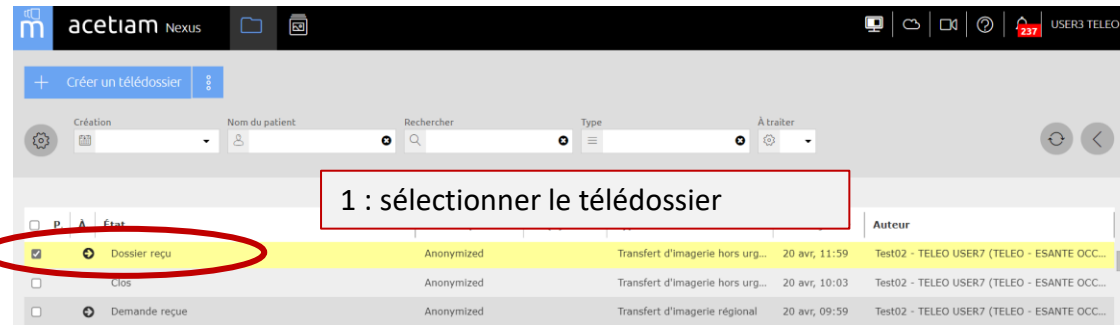 m acetiam Nexus 237 USER3 TELEO
+ Créer un télédossier
Création Nom du patient Rechercher Type À traiter
1 : sélectionner le télédossier
P. À État Auteur
Dossier reçu Anonymized Transfert d'imagerie hors urg... 20 avr, 11:59 Test02 - TELEO USER7 (TELEO - ESANTE OCC...
Clos Anonymized Transfert d'imagerie hors urg... 20 avr, 10:03 Test02 - TELEO USER7 (TELEO - ESANTE OCC...
Demande reçue Anonymized Transfert d'imagerie régional 20 avr, 09:59 Test02 - TELEO USER7 (TELEO - ESANTE OCC...